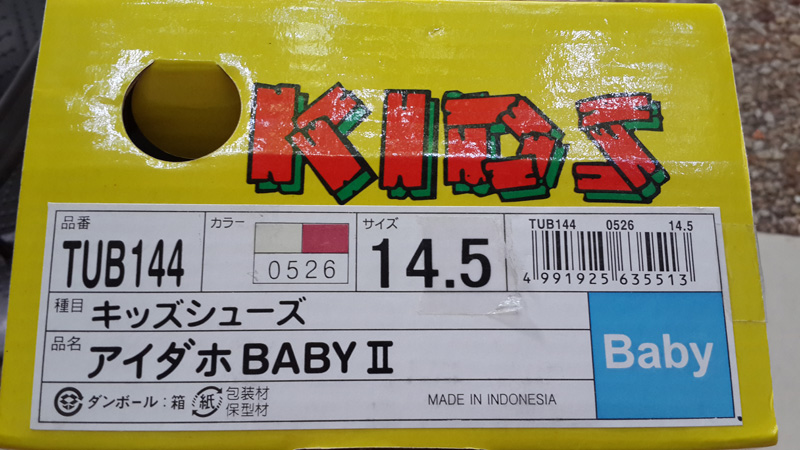 KIDS
品番
TUB144
カラー
0526
サイズ
14.5
TUB144 0526 14.5
4 991925 635513
種目 キッズシューズ
品名 アイダホ BABY II
Baby
ダンボール：箱 紙 包装材
保型材
MADE IN INDONESIA